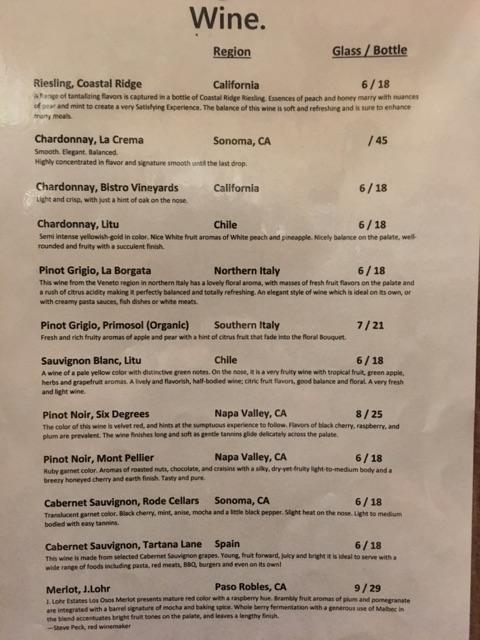 Wine.
Region Glass / Bottle
Riesling, Coastal Ridge California 6 / 18
A Range of tantalizing flavors is captured in a bottle of Coastal Ridge Riesling. Essences of peach and honey marry with nuances
of pear and mint to create a very Satisfying Experience. The balance of this wine is soft and refreshing and is sure to enhance
many meals.
Chardonnay, La Crema Sonoma, CA / 45
Smooth. Elegant. Balanced.
Highly concentrated in flavor and signature smooth until the last drop.
Chardonnay, Bistro Vineyards California 6 / 18
Light and crisp, with just a hint of oak on the nose.
Chardonnay, Litu Chile 6 / 18
Semi intense yellowish-gold in color. Nice White fruit aromas of White peach and pineapple. Nicely balance on the palate, well-
rounded and fruity with a succulent finish.
Pinot Grigio, La Borgata Northern Italy 6 / 18
This wine from the Veneto region in northern Italy has a lovely floral aroma, with masses of fresh fruit flavors on the palate and
a rush of citrus acidity making it perfectly balanced and totally refreshing. An elegant style of wine which is ideal on its own, or
with creamy pasta sauces, fish dishes or white meats.
Pinot Grigio, Primosol (Organic) Southern Italy 7 / 21
Fresh and rich fruity aromas of apple and pear with a hint of citrus fruit that fade into the floral Bouquet.
Sauvignon Blanc, Litu Chile 6 / 18
A wine of a pale yellow color with distinctive green notes. On the nose, it is a very fruity wine with tropical fruit, green apple,
herbs and grapefruit aromas. A lively and flavorish, half-bodied wine; citric fruit flavors, good balance and floral. A very fresh
and light wine.
Pinot Noir, Six Degrees Napa Valley, CA 8 / 25
The color of this wine is velvet red, and hints at the sumptuous experience to follow. Flavors of black cherry, raspberry, and
plum are prevalent. The wine finishes long and soft as gentle tannins glide delicately across the palate.
Pinot Noir, Mont Pellier Napa Valley, CA 6 / 18
Ruby garnet color. Aromas of roasted nuts, chocolate, and craisins with a silky, dry-yet-fruity light-to-medium body and a
breezy honeyed cherry and earth finish. Tasty and pure.
Cabernet Sauvignon, Rode Cellars Sonoma, CA 6 / 18
Translucent garnet color. Black cherry, mint, anise, mocha and a little black pepper. Slight heat on the nose. Light to medium
bodied with easy tannins.
Cabernet Sauvignon, Tartana Lane Spain 6 / 18
This wine is made from selected Cabernet Sauvignon grapes. Young, fruit forward, juicy and bright it is ideal to serve with a
wide range of foods including pasta, red meats, BBQ, burgers and even on its own!
Merlot, J.Lohr Paso Robles, CA 9 / 29
J. Lohr Estates Los Osos Merlot presents mature red color with a raspberry hue. Brambly fruit aromas of plum and pomegranate
are integrated with a barrel signature of mocha and baking spice. Whole berry fermentation with a generous use of Malbec in
the blend accentuates bright fruit tones on the palate, and leaves a lengthy finish.
—Steve Peck, red winemaker